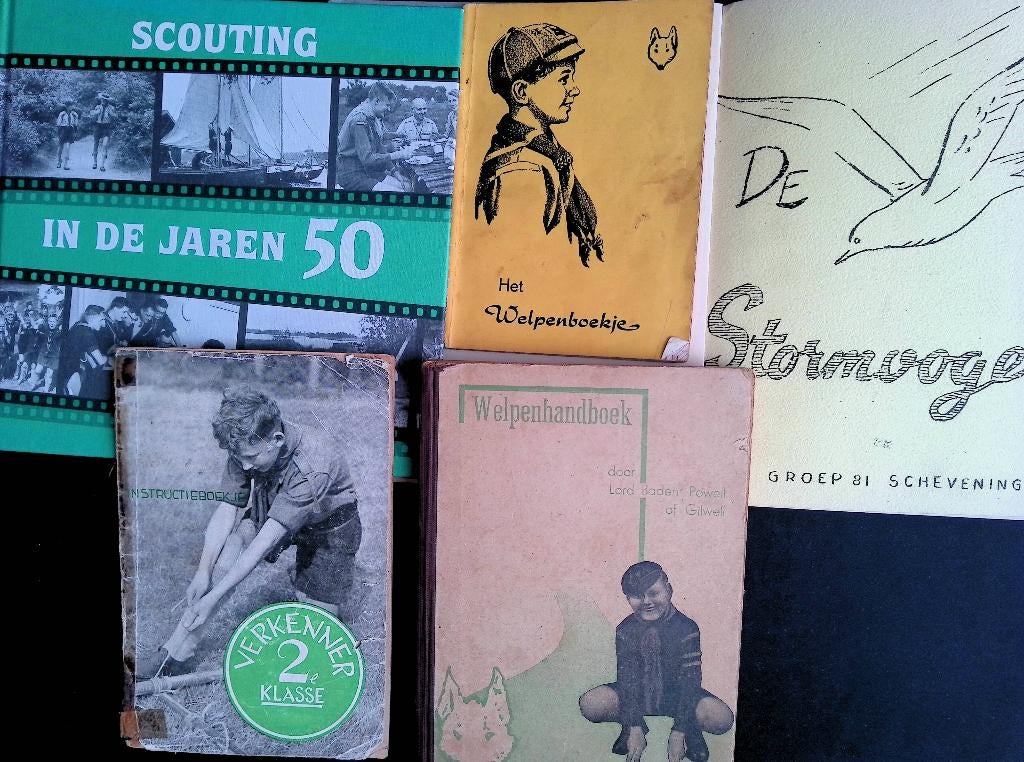 SCOUTING
IN DE JAREN 50
Het
Welpenboekje
DE
Stormvoge
GROEP 81 SCHEVENING
NSTRUCTIEBOEKJE
VERKENNER
2e
KLASSE
Welpenhandboek
door
Lord Baden Powell
of Gilwell